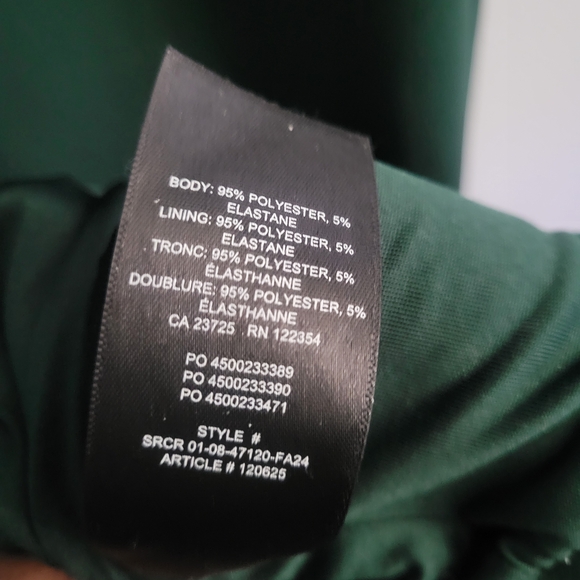 BODY: 95% POLYESTER, 5%
ELASTANE
LINING: 95% POLYESTER, 5%
ELASTANE
TRONC: 95% POLYESTER, 5%
ÉLASTHANNE
DOUBLURE: 95% POLYESTER, 5%
ÉLASTHANNE
CA 23725 RN 122354
PO 4500233389
PO 4500233390
PO 4500233471
STYLE #
SRCR 01-08-47120-FA24
ARTICLE # 120625